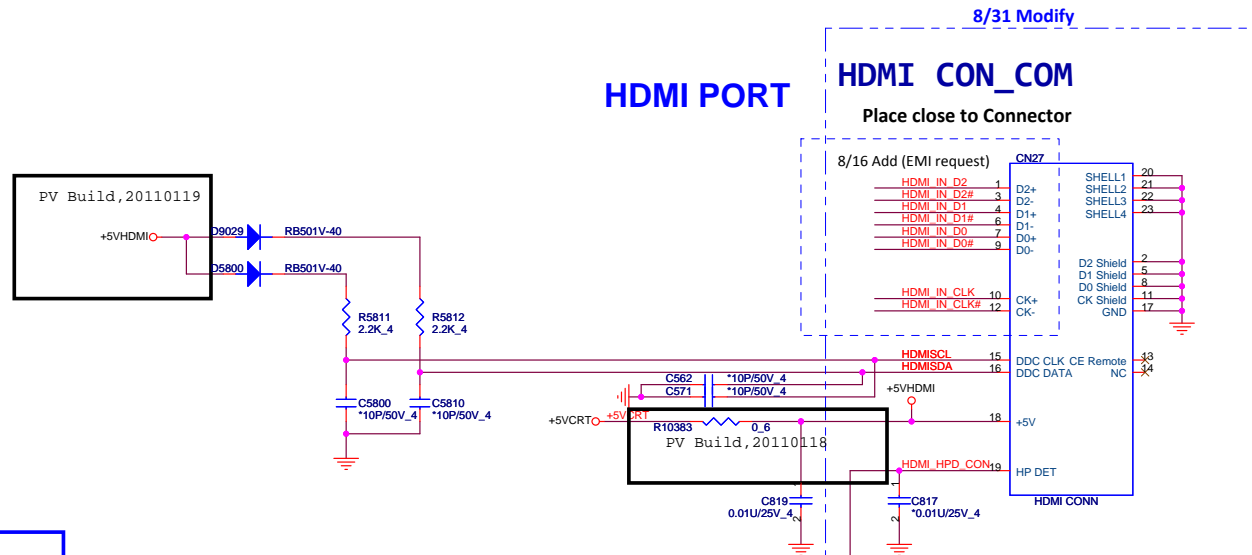 8/31 Modify
HDMI PORT
HDMI CON_COM
Place close to Connector
8/16 Add (EMI request)
CN27
PV Build,20110119
+5VHDMI
D9029
RB501V-40
D5800
RB501V-40
R5811
2.2K_4
R5812
2.2K_4
HDMI_IN_D2 1 D2+
HDMI_IN_D2# 3 D2-
HDMI_IN_D1 4 D1+
HDMI_IN_D1# 6 D1-
HDMI_IN_D0 7 D0+
HDMI_IN_D0# 9 D0-
HDMI_IN_CLK 10 CK+
HDMI_IN_CLK# 12 CK-
SHELL1 20
SHELL2 21
SHELL3 22
SHELL4 23
D2 Shield 2
D1 Shield 5
D0 Shield 8
CK Shield 11
GND 17
HDMISCL 15 DDC CLK
HDMISDA 16 DDC DATA
CE Remote 13
NC 14
C562 *10P/50V_4
C571 *10P/50V_4
C5800
*10P/50V_4
C5810
*10P/50V_4
+5VHDMI
+5VCRT +5VCRT
R10383 0_6
PV Build,20110118
18 +5V
HDMI_HPD_CON 19 HP DET
1
C819
0.01U/25V_4
2
1
C817
*0.01U/25V_4
2
HDMI CONN